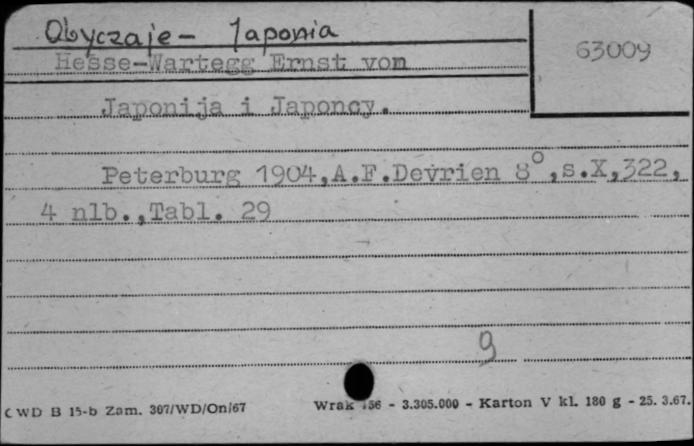 Obyczaje - Japonia
63009
Hesse-Wartegg Ernst von
Japonija i Japoncy.
Peterburg 1904,A.F.Devrien 8°,s.X,322,
4 nlb.,Tabl. 29
9
CWD B 15-b Zam. 307/WD/On/67 Wrak 156 - 3.305.000 - Karton V kl. 180 g - 25. 3.67.